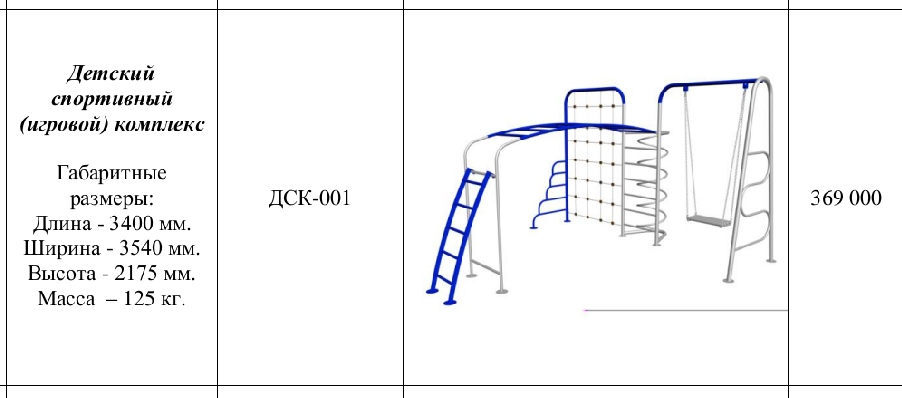 Детский
спортивный
(игровой) комплекс
Габаритные
размеры:
Длина - 3400 мм.
Ширина - 3540 мм.
Высота - 2175 мм.
Масса – 125 кг.
ДСК-001
369 000